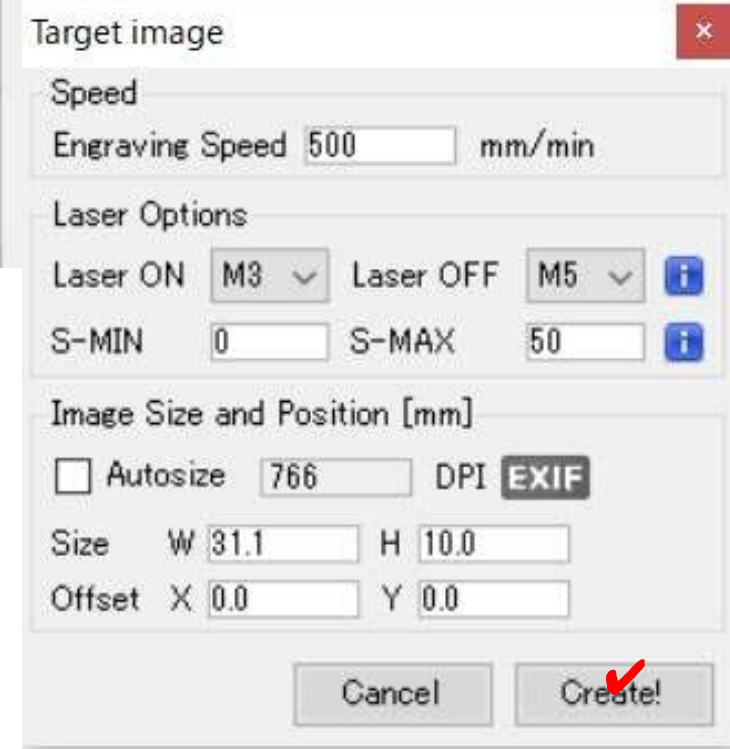 Target image
Speed
Engraving Speed 500 mm/min
Laser Options
Laser ON M3 Laser OFF M5
S-MIN 0 S-MAX 50
Image Size and Position [mm]
Autosize 766 DPI EXIF
Size W 31.1 H 10.0
Offset X 0.0 Y 0.0
Cancel Create!